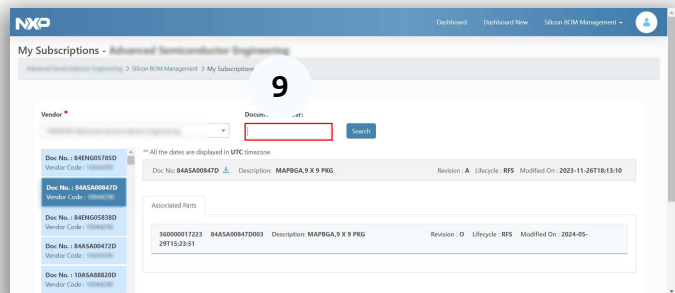 NXP
Dashboard Dashboard New Silicon BOM Management
My Subscriptions -
> Silicon BOM Management > My Subscriptions
9
Vendor *
Search
** All the dates are displayed in UTC timezone.
Doc No. : 84ENG05785D
Vendor Code :
Doc No. : 84ASA00847D
Vendor Code :
Doc No. : 84ENG05838D
Vendor Code :
Doc No. : 84ASA00472D
Vendor Code :
Doc No. : 10ASA88820D
Vendor Code :
Doc No: 84ASA00847D Description: MAPBGA,9 X 9 PKG Revision : A Lifecycle : RFS Modified On : 2023-11-26T18:13:10
Associated Parts
360000017223 84ASA00847D003 Description: MAPBGA,9 X 9 PKG Revision : O Lifecycle : RFS Modified On : 2024-05-
29T15:23:51